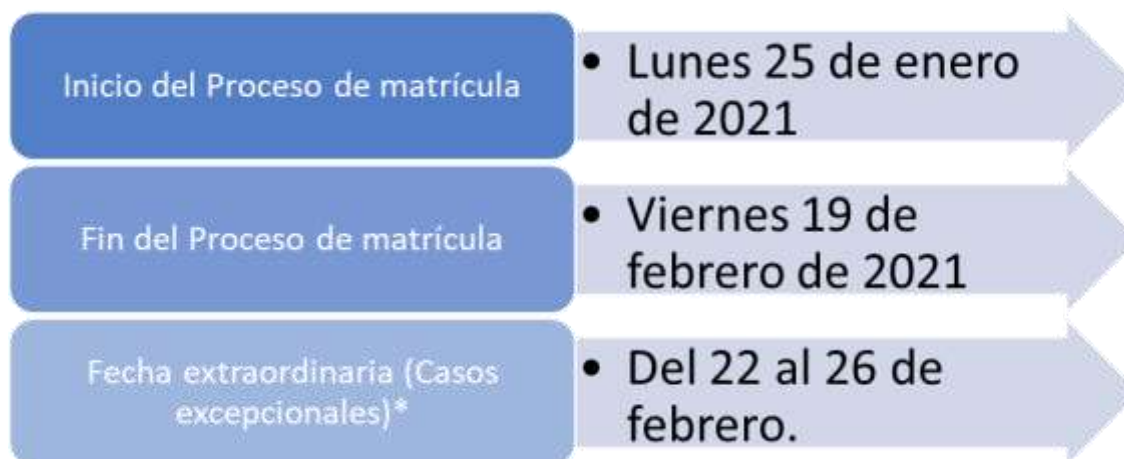 Inicio del Proceso de matrícula
• Lunes 25 de enero
de 2021
Fin del Proceso de matrícula
• Viernes 19 de
febrero de 2021
Fecha extraordinaria (Casos
excepcionales)*
• Del 22 al 26 de
febrero.